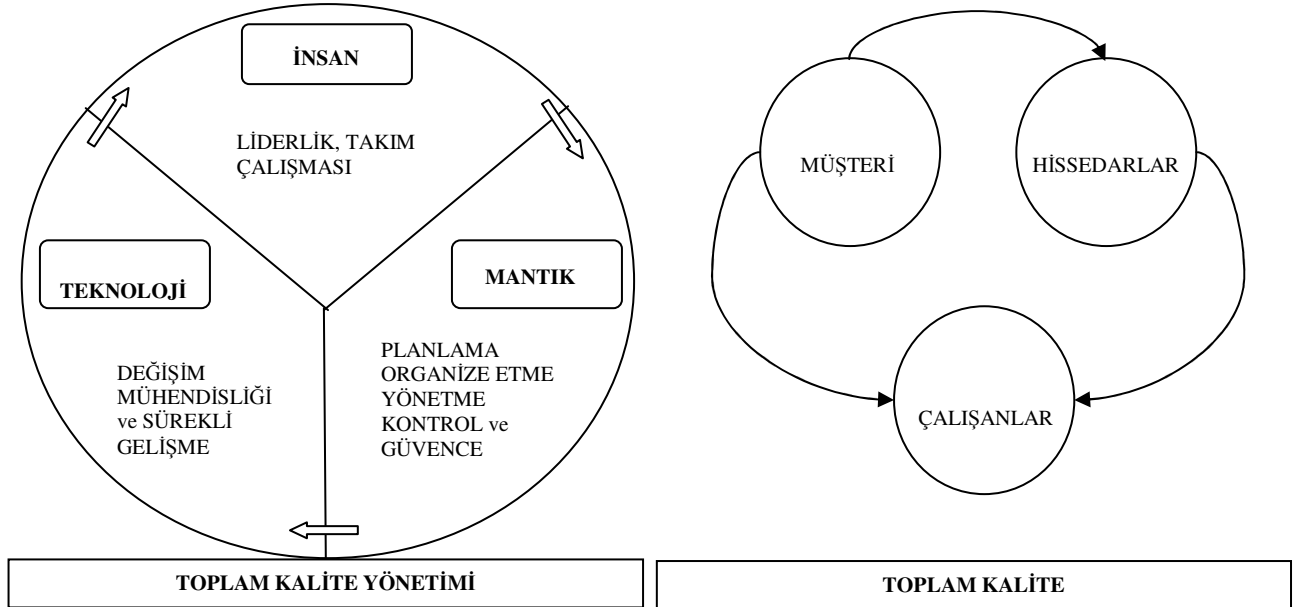 İNSAN
LİDERLİK, TAKIM
ÇALIŞMASI
TEKNOLOJİ
DEĞİŞİM
MÜHENDİSLİĞİ
ve SÜREKLİ
GELİŞME
MANTIK
PLANLAMA
ORGANİZE ETME
YÖNETME
KONTROL ve
GÜVENCE
TOPLAM KALİTE YÖNETİMİ
MÜŞTERİ
HİSSEDARLAR
ÇALIŞANLAR
TOPLAM KALİTE